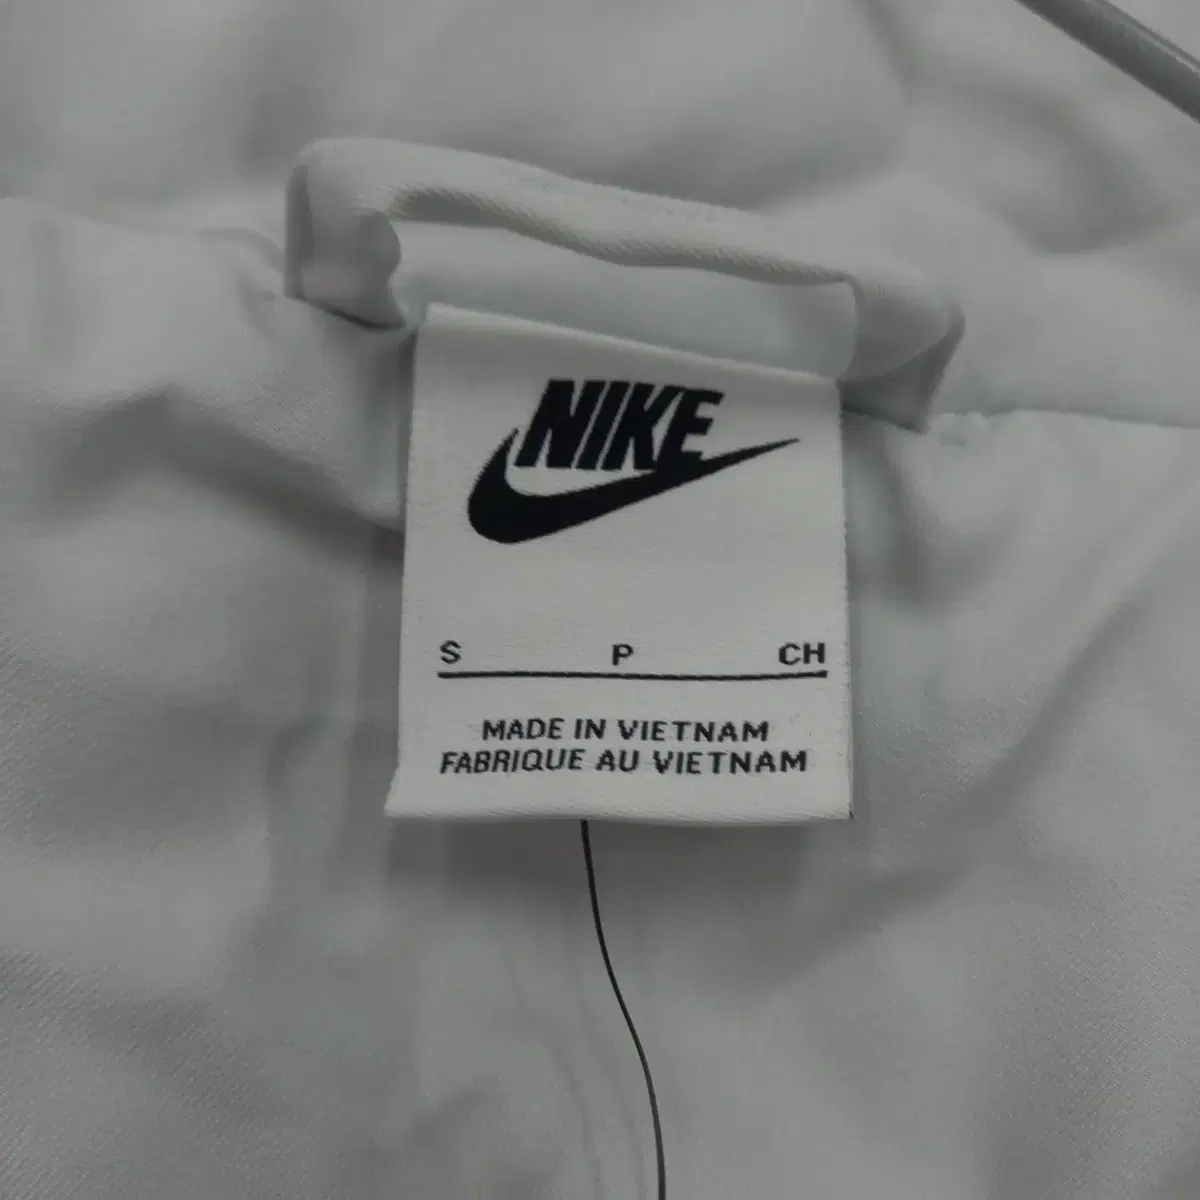 NIKE
S P CH
MADE IN VIETNAM
FABRIQUE AU VIETNAM